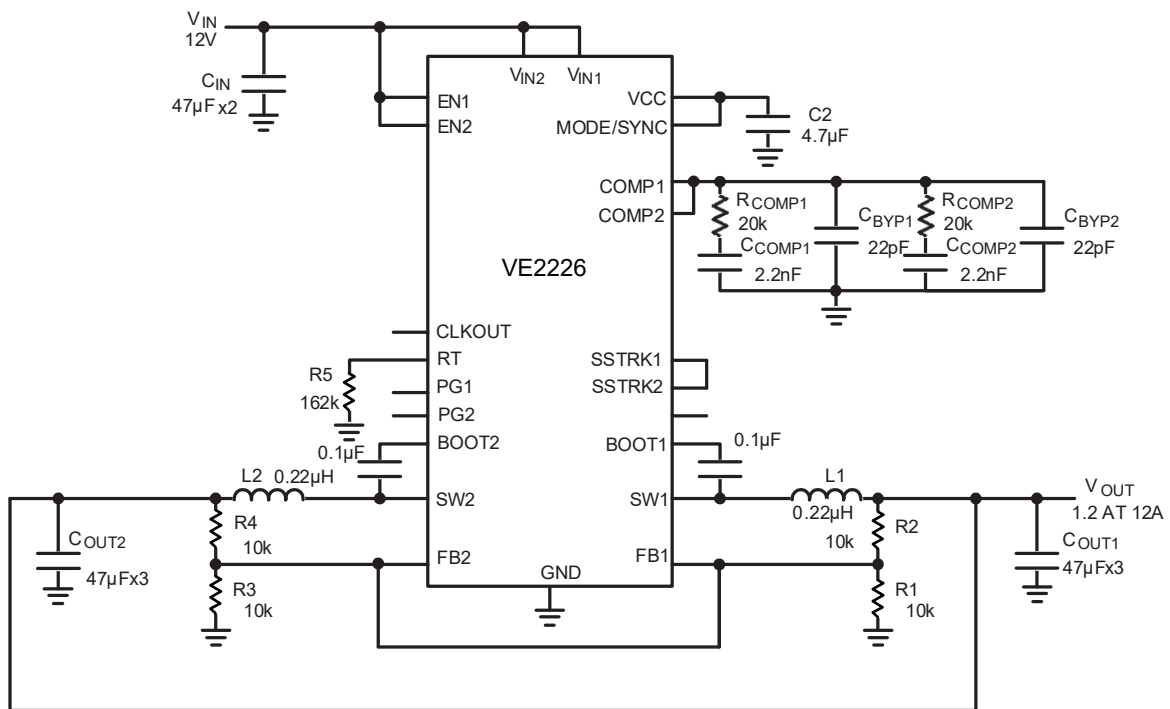 VIN
12V
CIN
47µFx2
VIN2
VIN1
EN1
EN2
VCC
MODE/SYNC
C2
4.7µF
COMP1
COMP2
RCOMP1
20k
CCOMP1
2.2nF
CBYP1
22pF
RCOMP2
20k
CCOMP2
2.2nF
CBYP2
22pF
VE2226
CLKOUT
RT
R5
162k
PG1
PG2
SSTRK1
SSTRK2
BOOT2
0.1µF
BOOT1
0.1µF
L2
0.22µH
SW2
SW1
L1
0.22µH
VOUT
1.2 AT 12A
COUT2
47µFx3
R4
10k
R3
10k
FB2
GND
FB1
R2
10k
R1
10k
COUT1
47µFx3